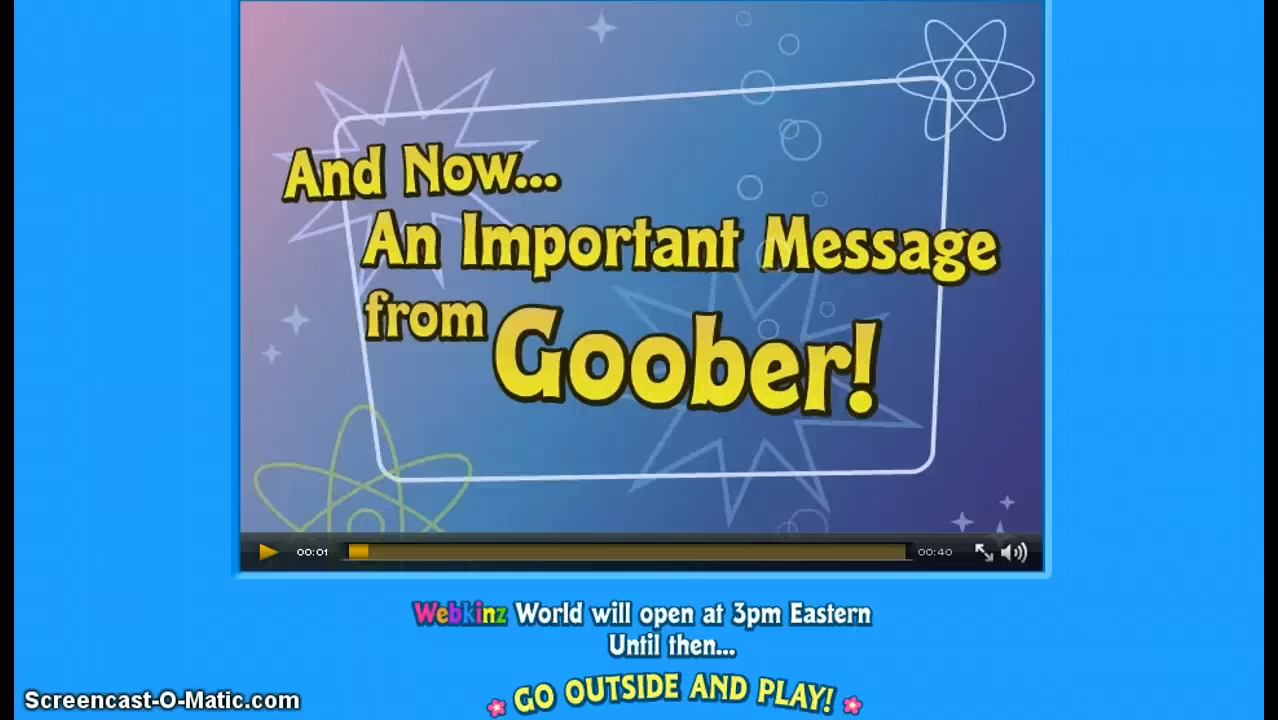 And Now...
An Important Message
from Goober!
00:01
00:40
Webkinz World will open at 3pm Eastern
Until then...
GO OUTSIDE AND PLAY!
Screencast-O-Matic.com